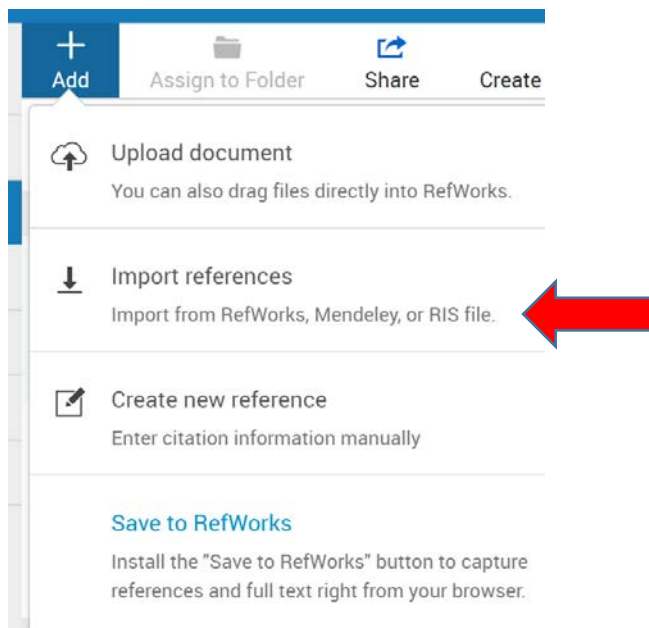 Add
Assign to Folder
Share
Create
Upload document
You can also drag files directly into RefWorks.
Import references
Import from RefWorks, Mendeley, or RIS file.
Create new reference
Enter citation information manually
Save to RefWorks
Install the "Save to RefWorks" button to capture
references and full text right from your browser.